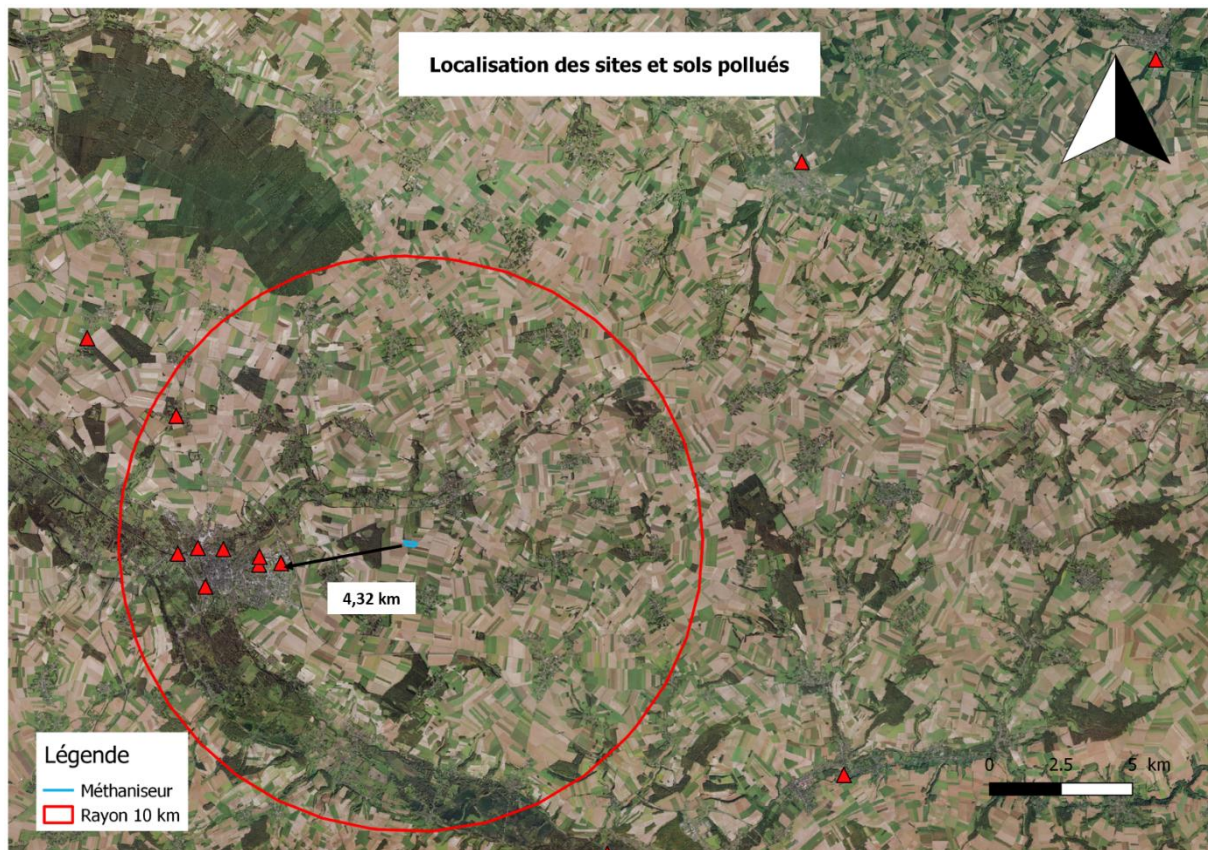 Localisation des sites et sols pollués
4,32 km
Légende
Méthaniseur
Rayon 10 km
0 2.5 5 km